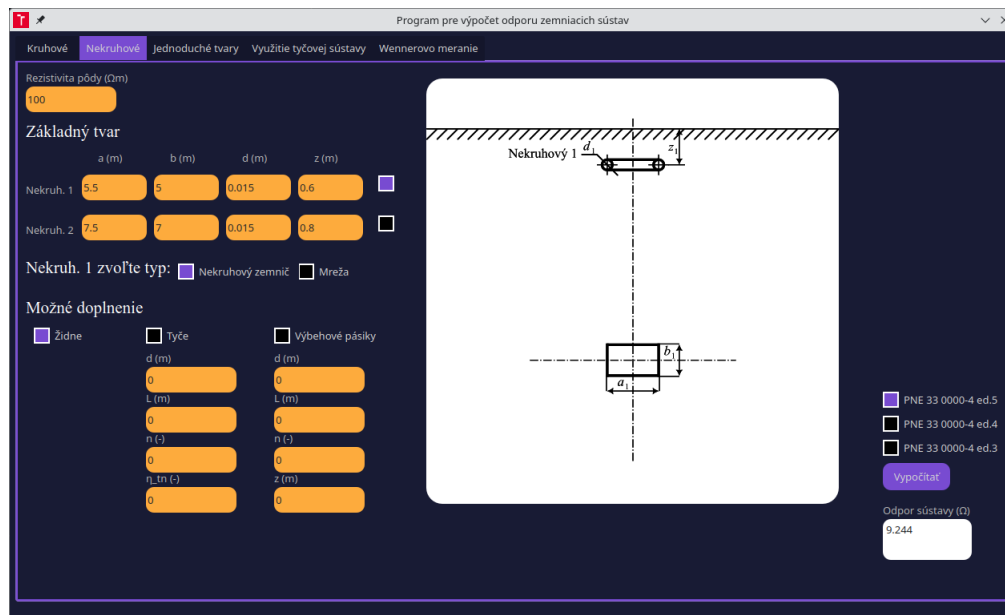 Program pre výpočet odporu zemniacich sústav
Kruhové Nekruhové Jednoduché tvary Využitie tyčovej sústavy Wennerovo meranie
Rezistivita pôdy (Ωm)
100
Základný tvar
a (m) b (m) d (m) z (m)
Nekruh. 1 5.5 5 0.015 0.6
Nekruh. 2 7.5 7 0.015 0.8
Nekruh. 1 zvoľte typ: Nekruhový zemnič Mreža
Možné doplnenie
Židne Tyče Výbehové pásiky
d (m) d (m)
0 0
L (m) L (m)
0 0
n (-) n (-)
0 0
η_tn (-) z (m)
0 0
Nekruhový 1 d₁ z₁
b₁
a₁
PNE 33 0000-4 ed.5
PNE 33 0000-4 ed.4
PNE 33 0000-4 ed.3
Vypočítať
Odpor sústavy (Ω)
9.244